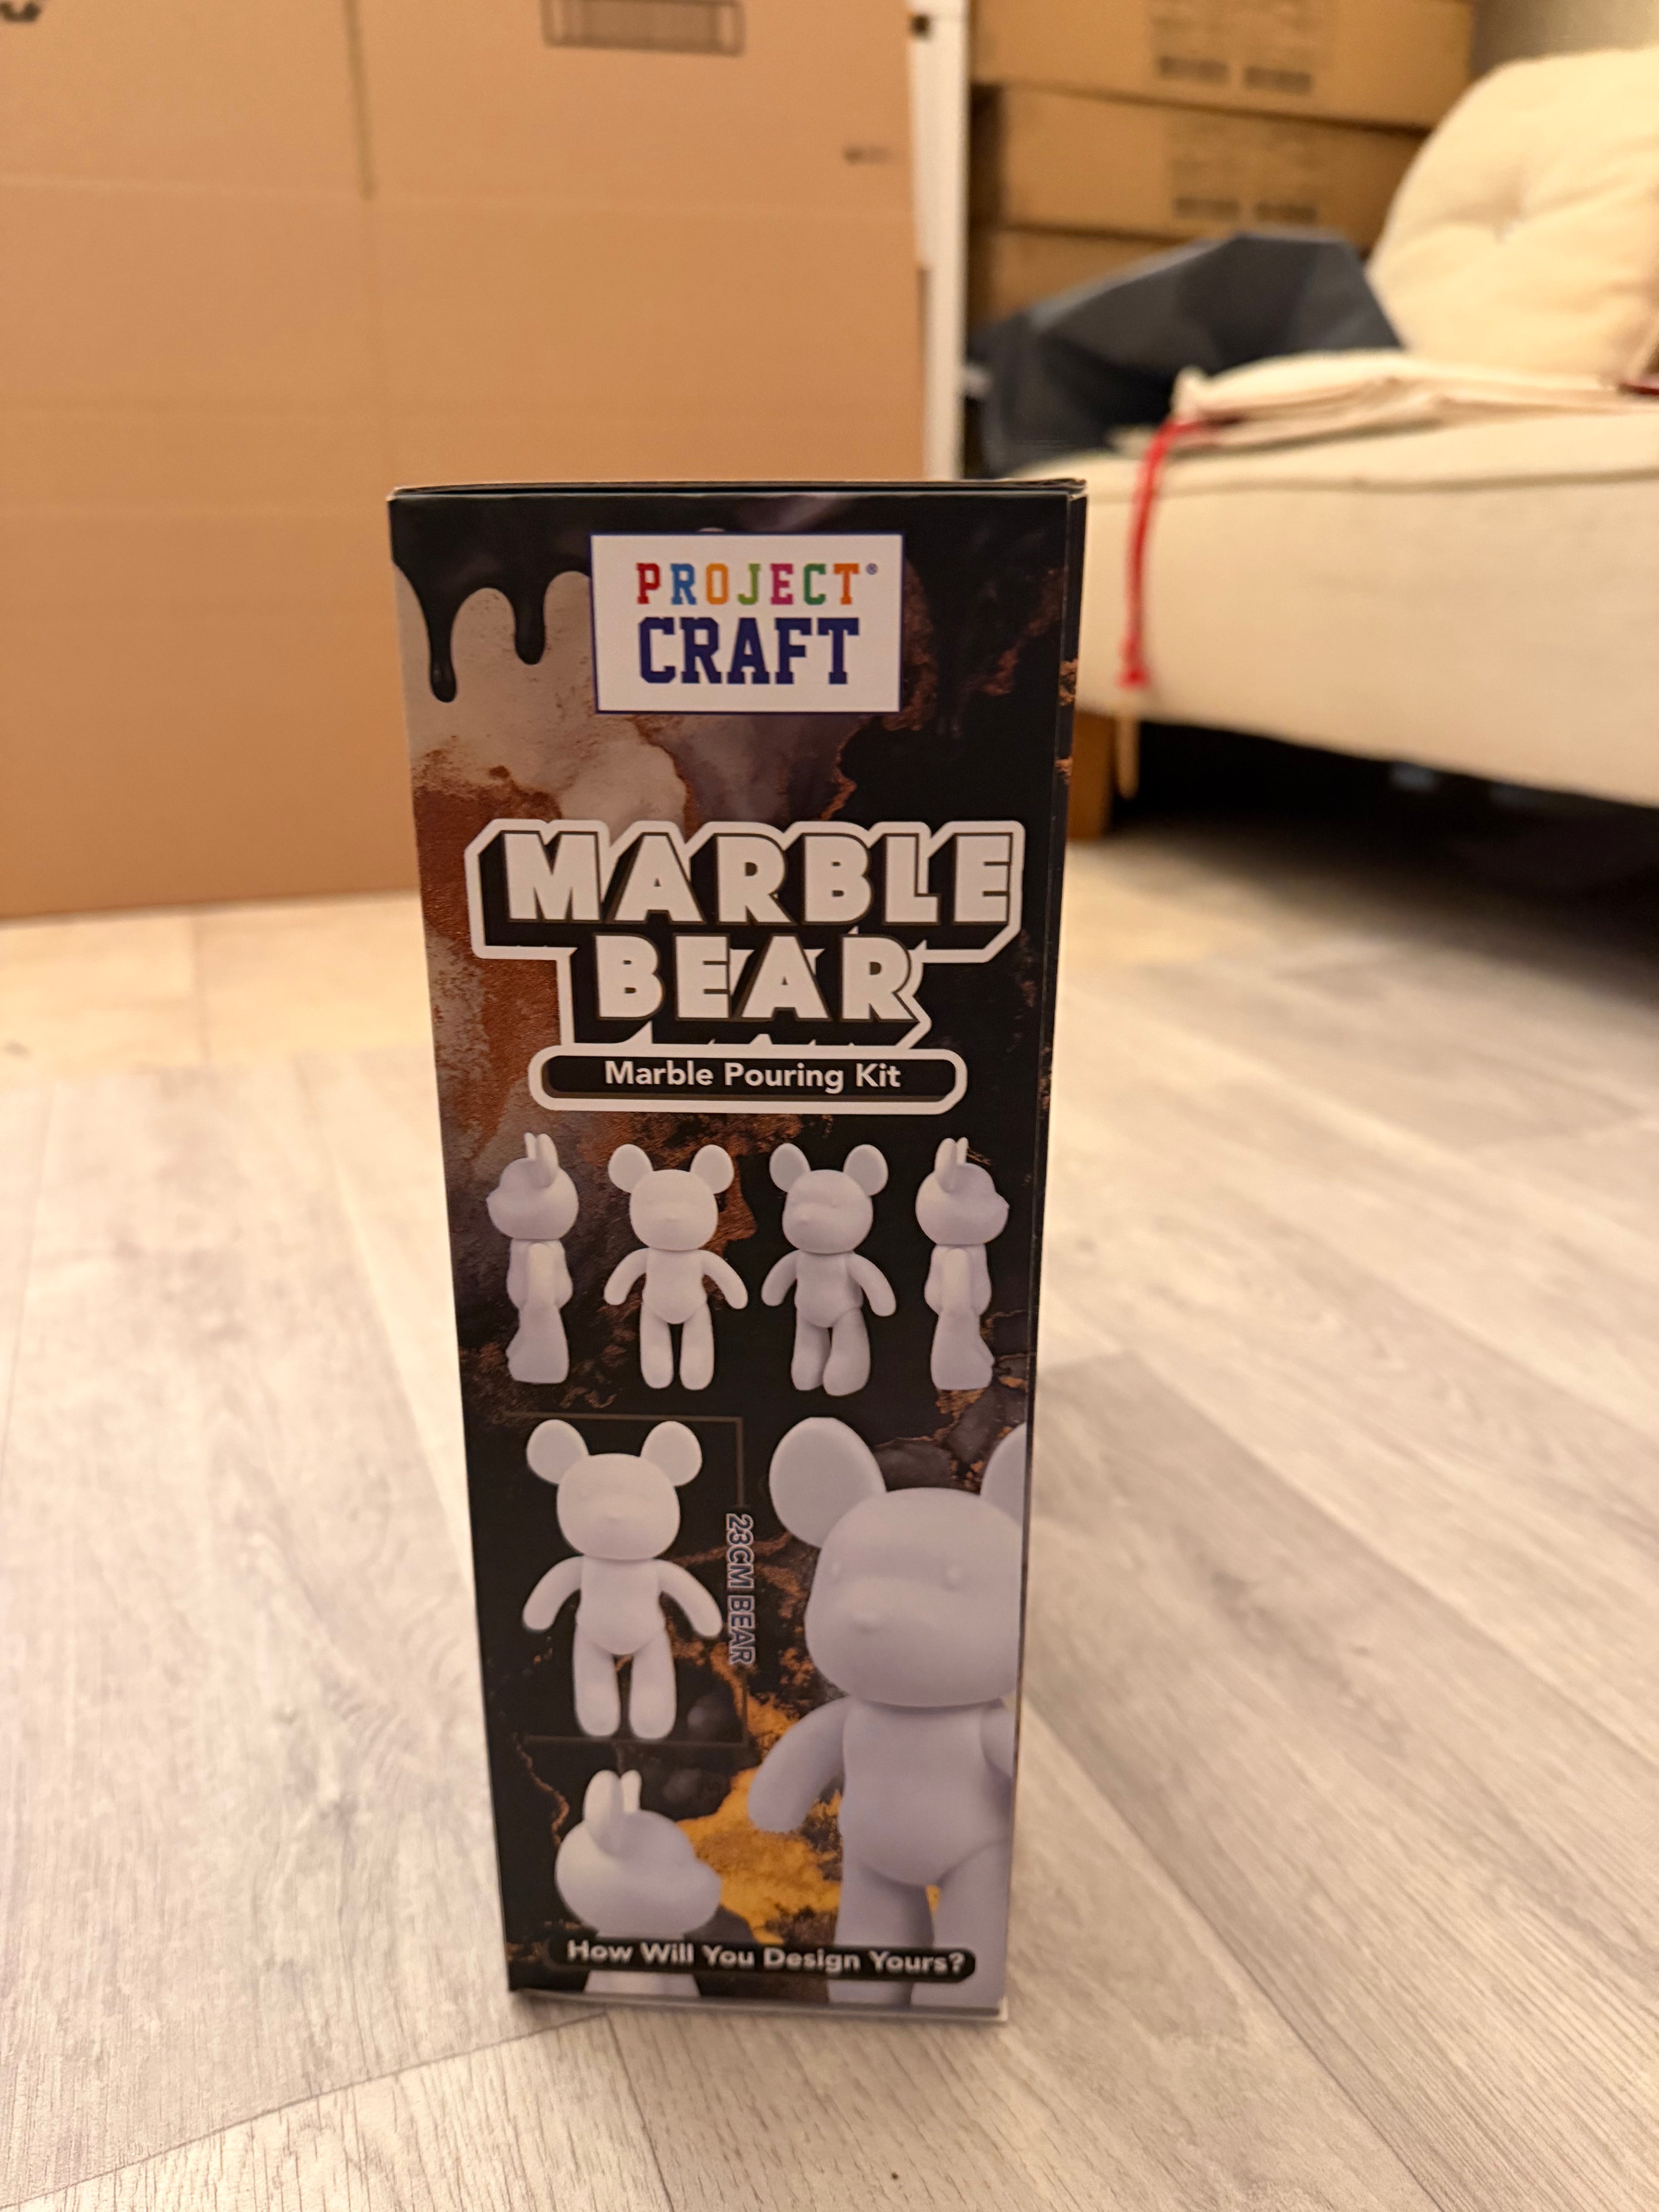 PROJECT®
CRAFT
MARBLE
BEAR
Marble Pouring Kit
23CM BEAR
How Will You Design Yours?